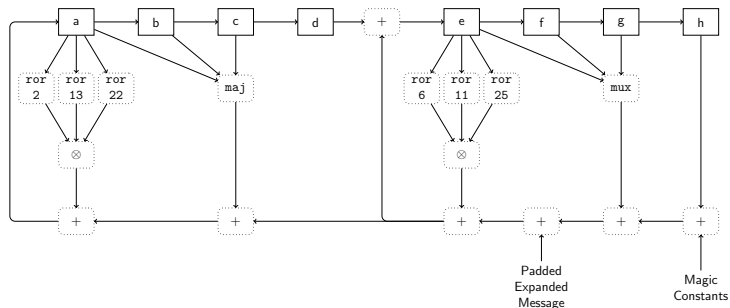 a b c d + e f g h
ror ror ror ror ror ror
2 13 22 maj 6 11 25 mux
⊗ ⊗
+ + + + + +
Padded
Expanded
Message
Magic
Constants